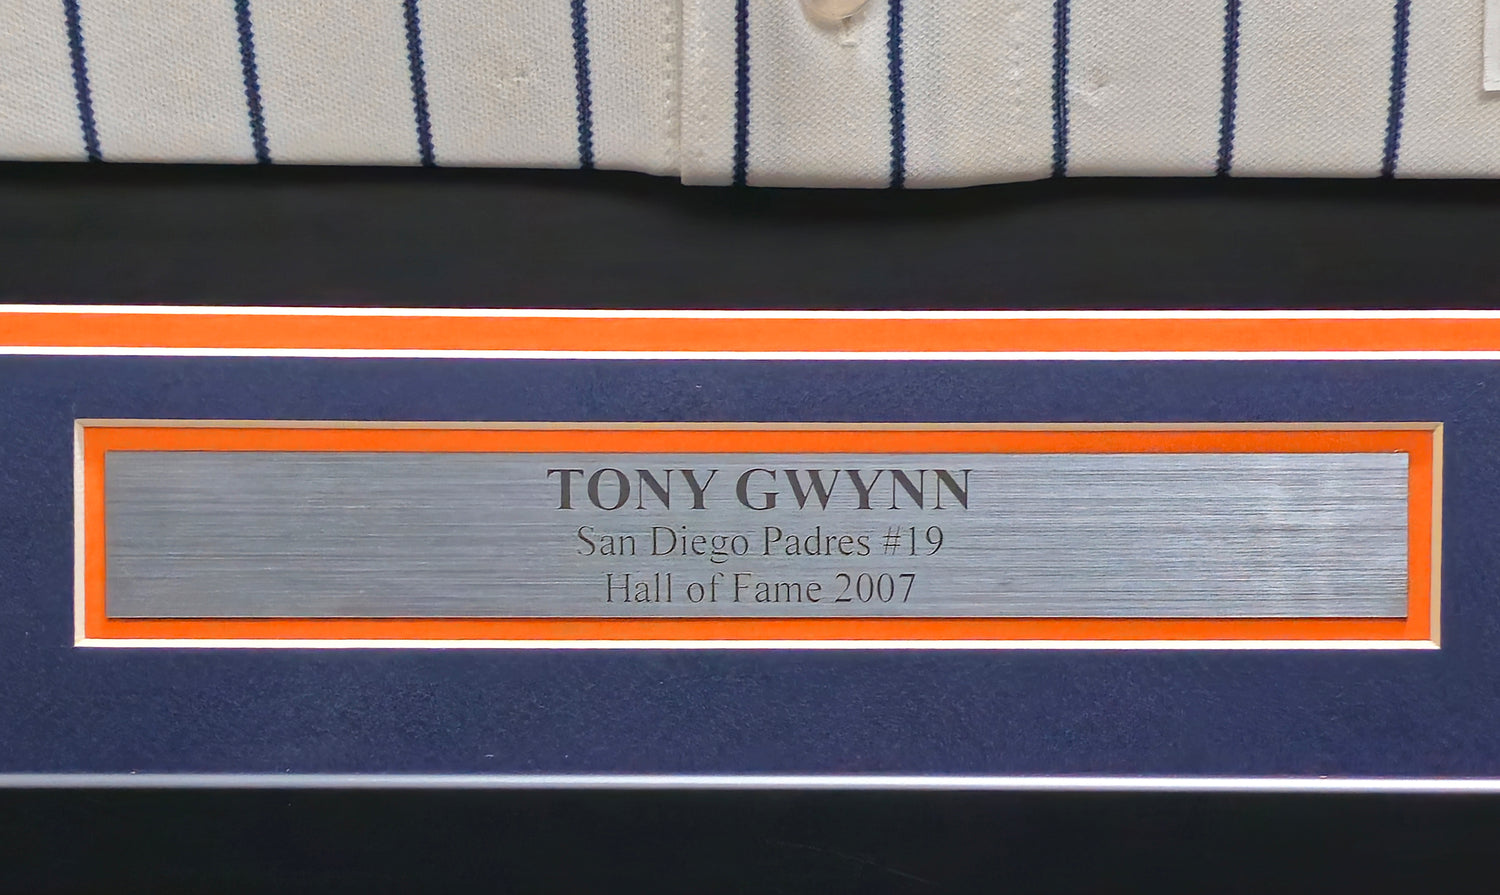 TONY GWYNN
San Diego Padres #19
Hall of Fame 2007